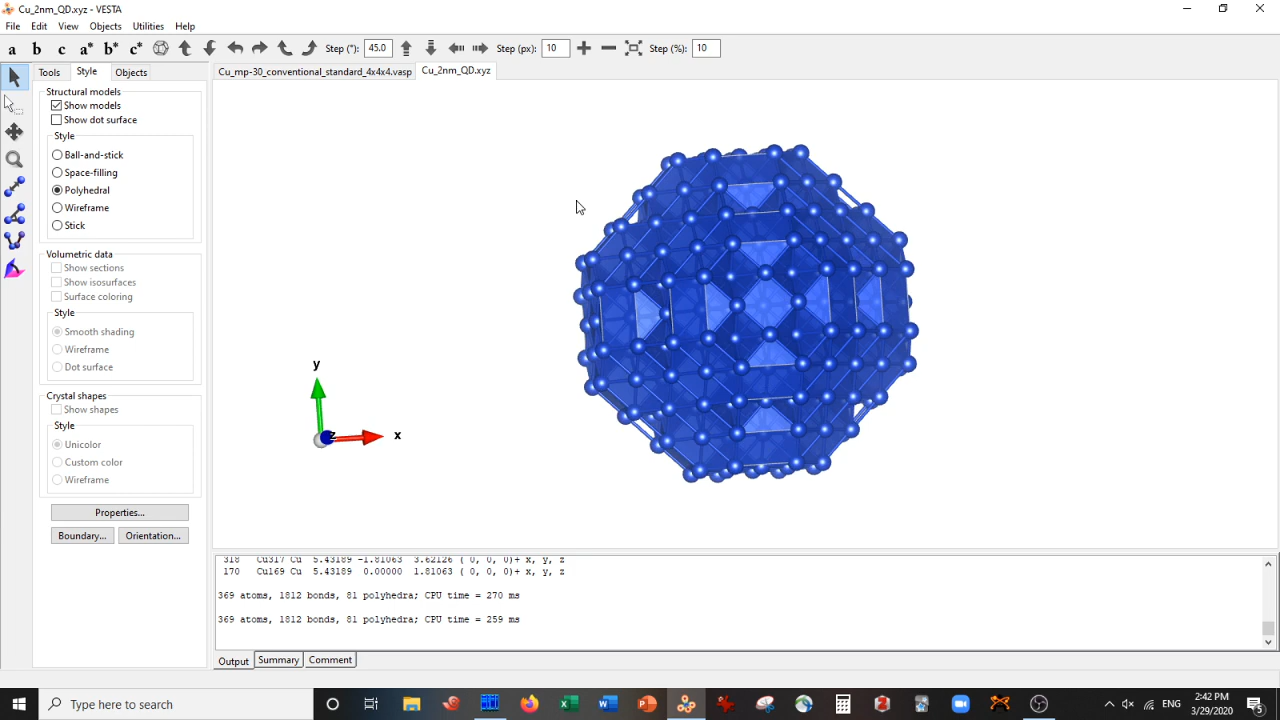 Cu_2nm_QD.xyz - VESTA
File Edit View Objects Utilities Help
a b c a* b* c* Step (°): 45.0 Step (px): 10 Step (%): 10
Tools Style Objects
Cu_mp-30_conventional_standard_4x4x4.vasp Cu_2nm_QD.xyz
Structural models
Show models
Show dot surface
Style
Ball-and-stick
Space-filling
Polyhedral
Wireframe
Stick
Volumetric data
Show sections
Show isosurfaces
Surface coloring
Style
Smooth shading
Wireframe
Dot surface
Crystal shapes
Show shapes
Style
Unicolor
Custom color
Wireframe
Properties...
Boundary... Orientation...
y
z x
318 Cu317 Cu 5.43189 -1.81063 3.62126 ( 0, 0, 0)+ x, y, z
170 Cu169 Cu 5.43189 0.00000 1.81063 ( 0, 0, 0)+ x, y, z
369 atoms, 1812 bonds, 81 polyhedra; CPU time = 270 ms
369 atoms, 1812 bonds, 81 polyhedra; CPU time = 259 ms
Output Summary Comment
Type here to search
ENG
2:42 PM
3/29/2020